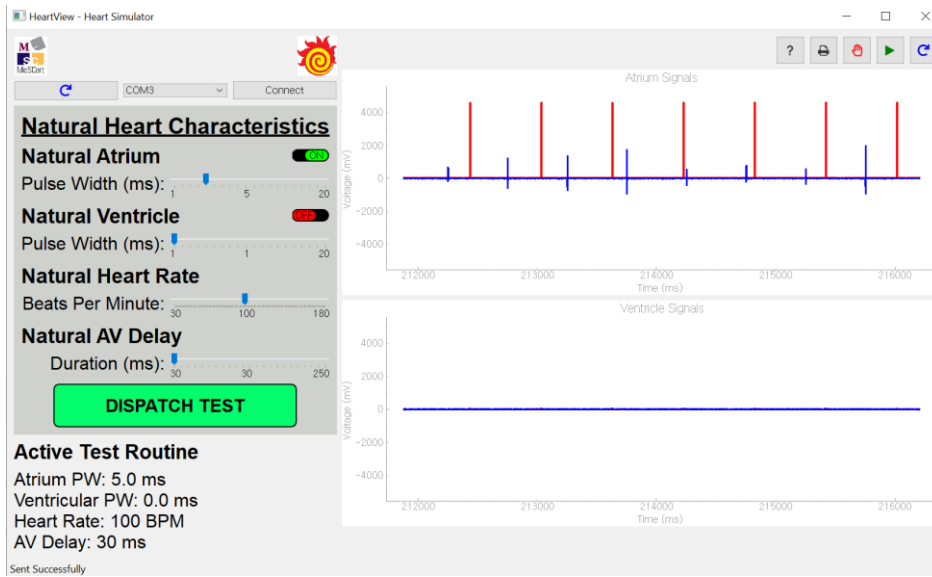 HeartView - Heart Simulator
M
SC
MicSCort
COM3
Connect
Natural Heart Characteristics
Natural Atrium
ON
Pulse Width (ms):
1 5 20
Natural Ventricle
OFF
Pulse Width (ms):
1 1 20
Natural Heart Rate
Beats Per Minute:
30 100 180
Natural AV Delay
Duration (ms):
30 30 250
DISPATCH TEST
Active Test Routine
Atrium PW: 5.0 ms
Ventricular PW: 0.0 ms
Heart Rate: 100 BPM
AV Delay: 30 ms
Sent Successfully
?
Atrium Signals
Voltage (mV)
4000
2000
0
−2000
−4000
212000 213000 214000 215000 216000
Time (ms)
Ventricle Signals
Voltage (mV)
4000
2000
0
−2000
−4000
212000 213000 214000 215000 216000
Time (ms)